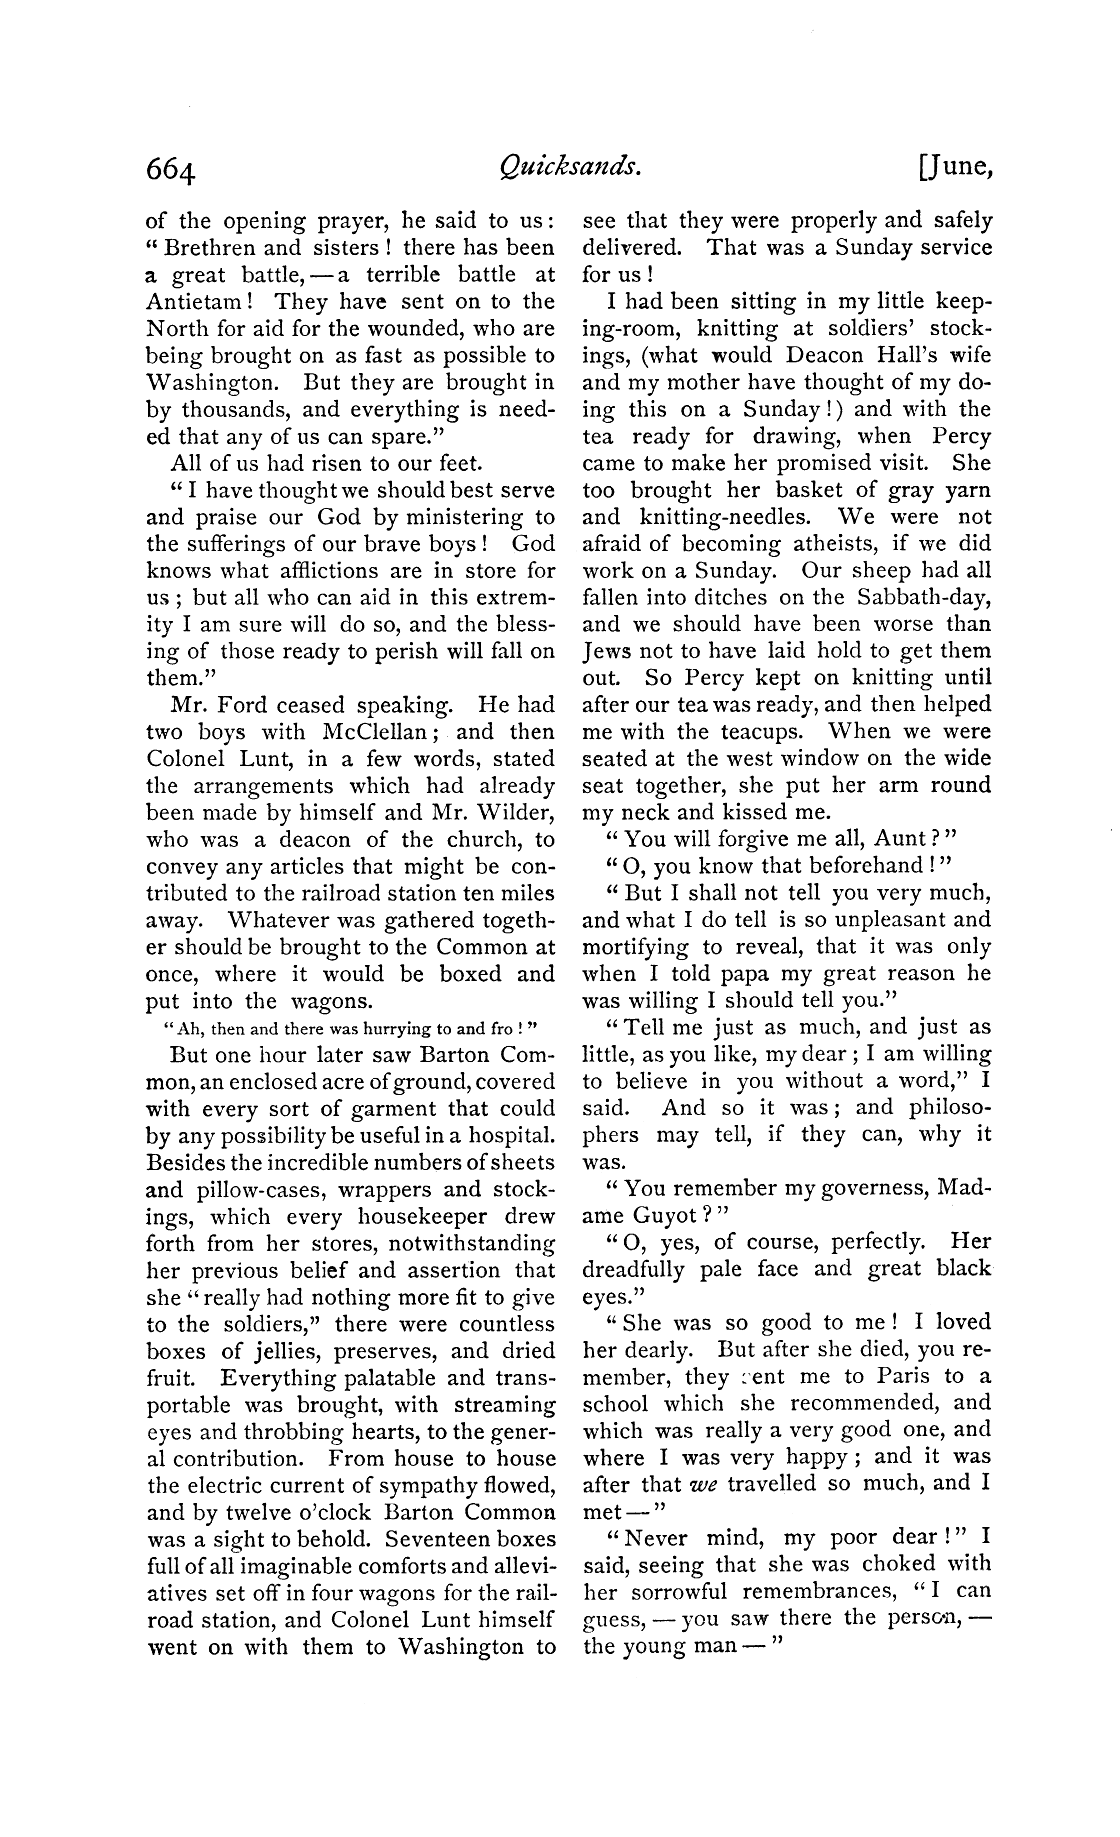 664 Quicksands. [June,
of the opening prayer, he said to us:
“Brethren and sisters! there has been
a great battle,—a terrible battle at
Antietam! They have sent on to the
North for aid for the wounded, who are
being brought on as fast as possible to
Washington. But they are brought in
by thousands, and everything is need-
ed that any of us can spare.”
All of us had risen to our feet.
“I have thought we should best serve
and praise our God by ministering to
the sufferings of our brave boys! God
knows what afflictions are in store for
us; but all who can aid in this extrem-
ity I am sure will do so, and the bless-
ing of those ready to perish will fall on
them.”
Mr. Ford ceased speaking. He had
two boys with McClellan; and then
Colonel Lunt, in a few words, stated
the arrangements which had already
been made by himself and Mr. Wilder,
who was a deacon of the church, to
convey any articles that might be con-
tributed to the railroad station ten miles
away. Whatever was gathered togeth-
er should be brought to the Common at
once, where it would be boxed and
put into the wagons.
“Ah, then and there was hurrying to and fro!”
But one hour later saw Barton Com-
mon, an enclosed acre of ground, covered
with every sort of garment that could
by any possibility be useful in a hospital.
Besides the incredible numbers of sheets
and pillow-cases, wrappers and stock-
ings, which every housekeeper drew
forth from her stores, notwithstanding
her previous belief and assertion that
she “really had nothing more fit to give
to the soldiers,” there were countless
boxes of jellies, preserves, and dried
fruit. Everything palatable and trans-
portable was brought, with streaming
eyes and throbbing hearts, to the gener-
al contribution. From house to house
the electric current of sympathy flowed,
and by twelve o’clock Barton Common
was a sight to behold. Seventeen boxes
full of all imaginable comforts and allevi-
atives set off in four wagons for the rail-
road station, and Colonel Lunt himself
went on with them to Washington to
see that they were properly and safely
delivered. That was a Sunday service
for us!
I had been sitting in my little keep-
ing-room, knitting at soldiers’ stock-
ings, (what would Deacon Hall’s wife
and my mother have thought of my do-
ing this on a Sunday!) and with the
tea ready for drawing, when Percy
came to make her promised visit. She
too brought her basket of gray yarn
and knitting-needles. We were not
afraid of becoming atheists, if we did
work on a Sunday. Our sheep had all
fallen into ditches on the Sabbath-day,
and we should have been worse than
Jews not to have laid hold to get them
out. So Percy kept on knitting until
after our tea was ready, and then helped
me with the teacups. When we were
seated at the west window on the wide
seat together, she put her arm round
my neck and kissed me.
“You will forgive me all, Aunt?”
“O, you know that beforehand!”
“But I shall not tell you very much,
and what I do tell is so unpleasant and
mortifying to reveal, that it was only
when I told papa my great reason he
was willing I should tell you.”
“Tell me just as much, and just as
little, as you like, my dear; I am willing
to believe in you without a word,” I
said. And so it was; and philoso-
phers may tell, if they can, why it
was.
“You remember my governess, Mad-
ame Guyot?”
“O, yes, of course, perfectly. Her
dreadfully pale face and great black
eyes.”
“She was so good to me! I loved
her dearly. But after she died, you re-
member, they sent me to Paris to a
school which she recommended, and
which was really a very good one, and
where I was very happy; and it was
after that we travelled so much, and I
met—”
“Never mind, my poor dear!” I
said, seeing that she was choked with
her sorrowful remembrances, “I can
guess,—you saw there the person,—
the young man—”